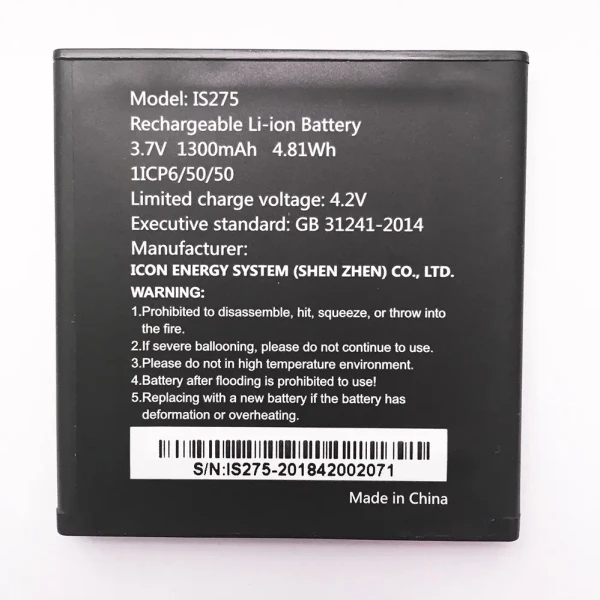 Model: IS275
Rechargeable Li-ion Battery
3.7V 1300mAh 4.81Wh
1ICP6/50/50
Limited charge voltage: 4.2V
Executive standard: GB 31241-2014
Manufacturer:
ICON ENERGY SYSTEM (SHEN ZHEN) CO., LTD.
WARNING:
1.Prohibited to disassemble, hit, squeeze, or throw into
the fire.
2.If severe ballooning, please do not continue to use.
3.Please do not in high temperature environment.
4.Battery after flooding is prohibited to use!
5.Replacing with a new battery if the battery has
deformation or overheating.
S/N:IS275-201842002071
Made in China